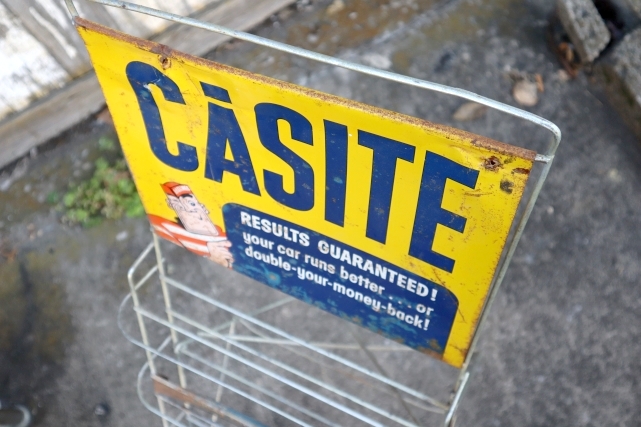 CĀSITE
RESULTS GUARANTEED!
your car runs better....or
double-your-money-back!